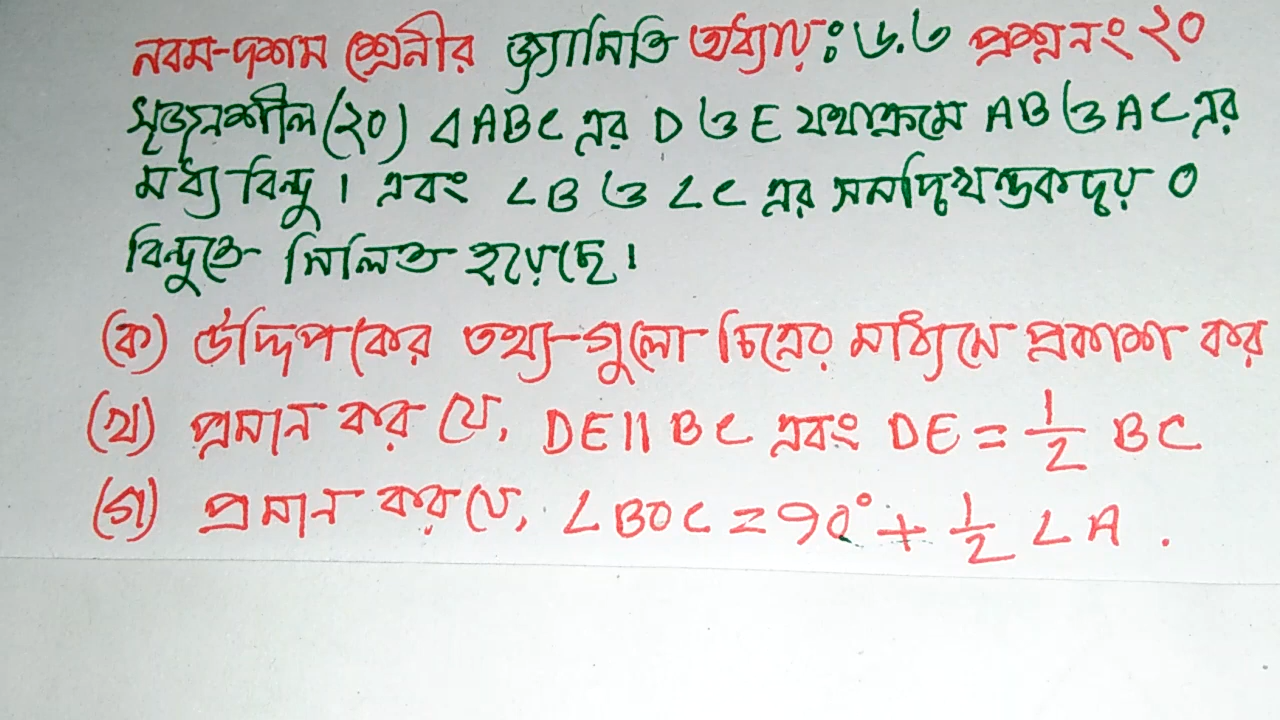 নবম-দশম শ্রেনীর জ্যামিতি অধ্যায়ঃ ৬.৩ প্রশ্ন নং ২০
সৃজনশীল (২০) ⊿ABC এর D ও E যথাক্রমে AB ও AC এর
মধ্যবিন্দু। এবং ∠B ও ∠C এর সমদ্বিখন্ডকদ্বয় O
বিন্দুতে মিলিত হয়েছে।
(ক) উদ্দিপকের তথ্য-গুলো চিত্রের মাধ্যমে প্রকাশ কর
(খ) প্রমান কর যে, DE || BC এবং DE = 1/2 BC
(গ) প্রমান কর যে, ∠BOC = 90° + 1/2 ∠A .